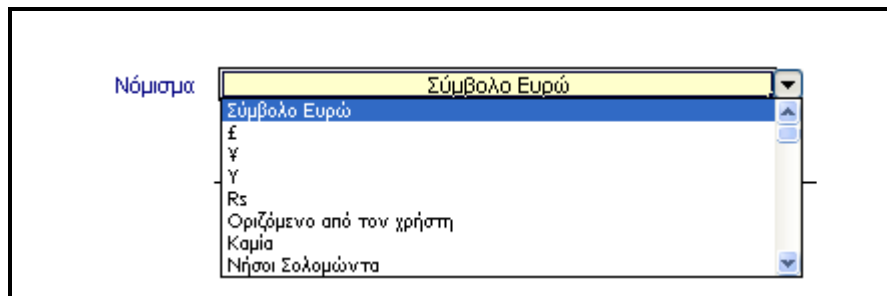 Νόμισμα Σύμβολο Ευρώ
Σύμβολο Ευρώ
£
¥
Υ
Rs
Οριζόμενο από τον χρήστη
Καμία
Νήσοι Σολομώντα